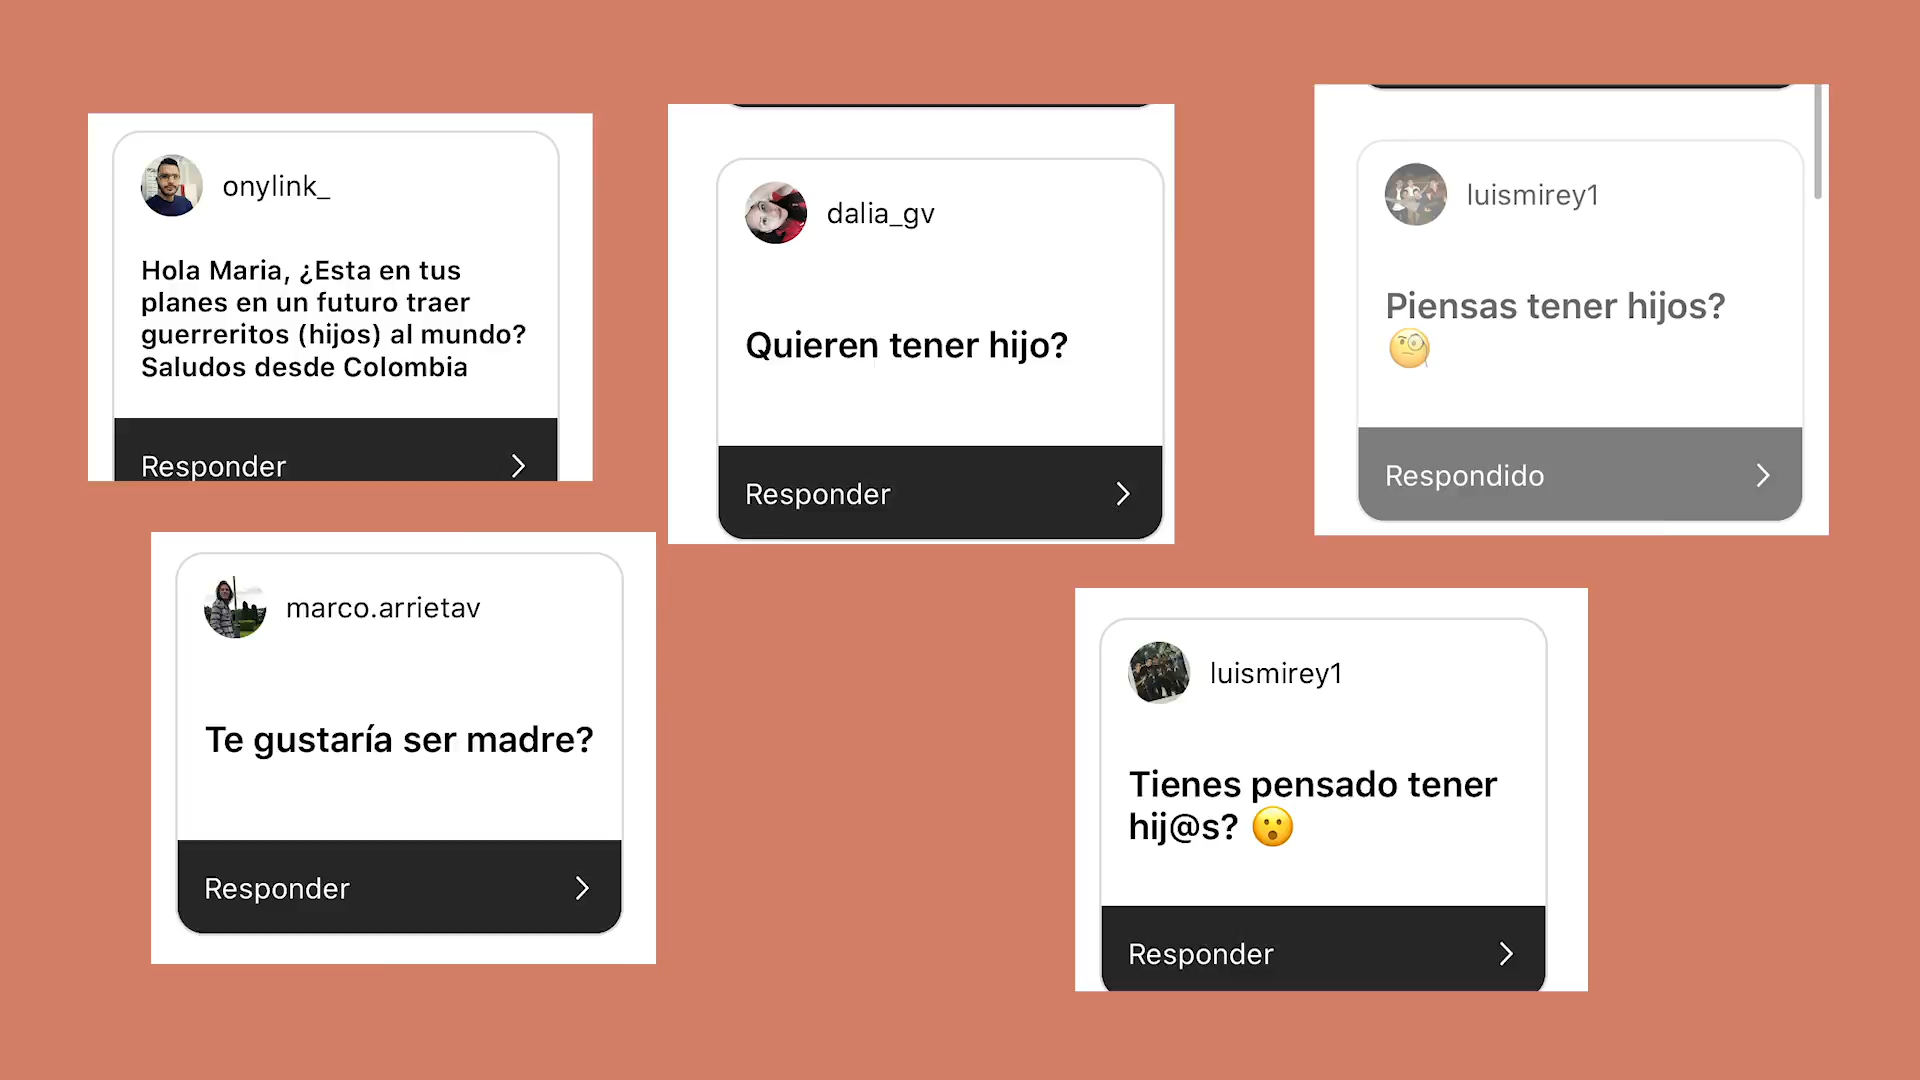 onylink_
Hola Maria, ¿Esta en tus
planes en un futuro traer
guerreritos (hijos) al mundo?
Saludos desde Colombia
Responder
dalia_gv
Quieren tener hijo?
Responder
luismirey1
Piensas tener hijos?
🧐
Respondido
marco.arrietav
Te gustaría ser madre?
Responder
luismirey1
Tienes pensado tener
hij@s? 😮
Responder